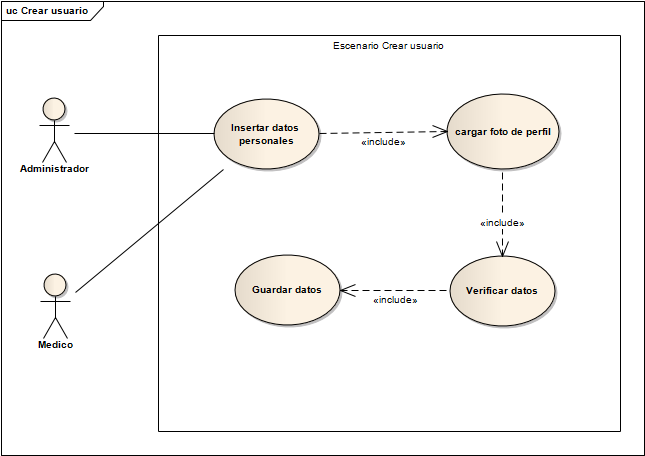 uc Crear usuario
Escenario Crear usuario
Administrador
Insertar datos
personales
«include»
cargar foto de perfil
«include»
Medico
Guardar datos
«include»
Verificar datos